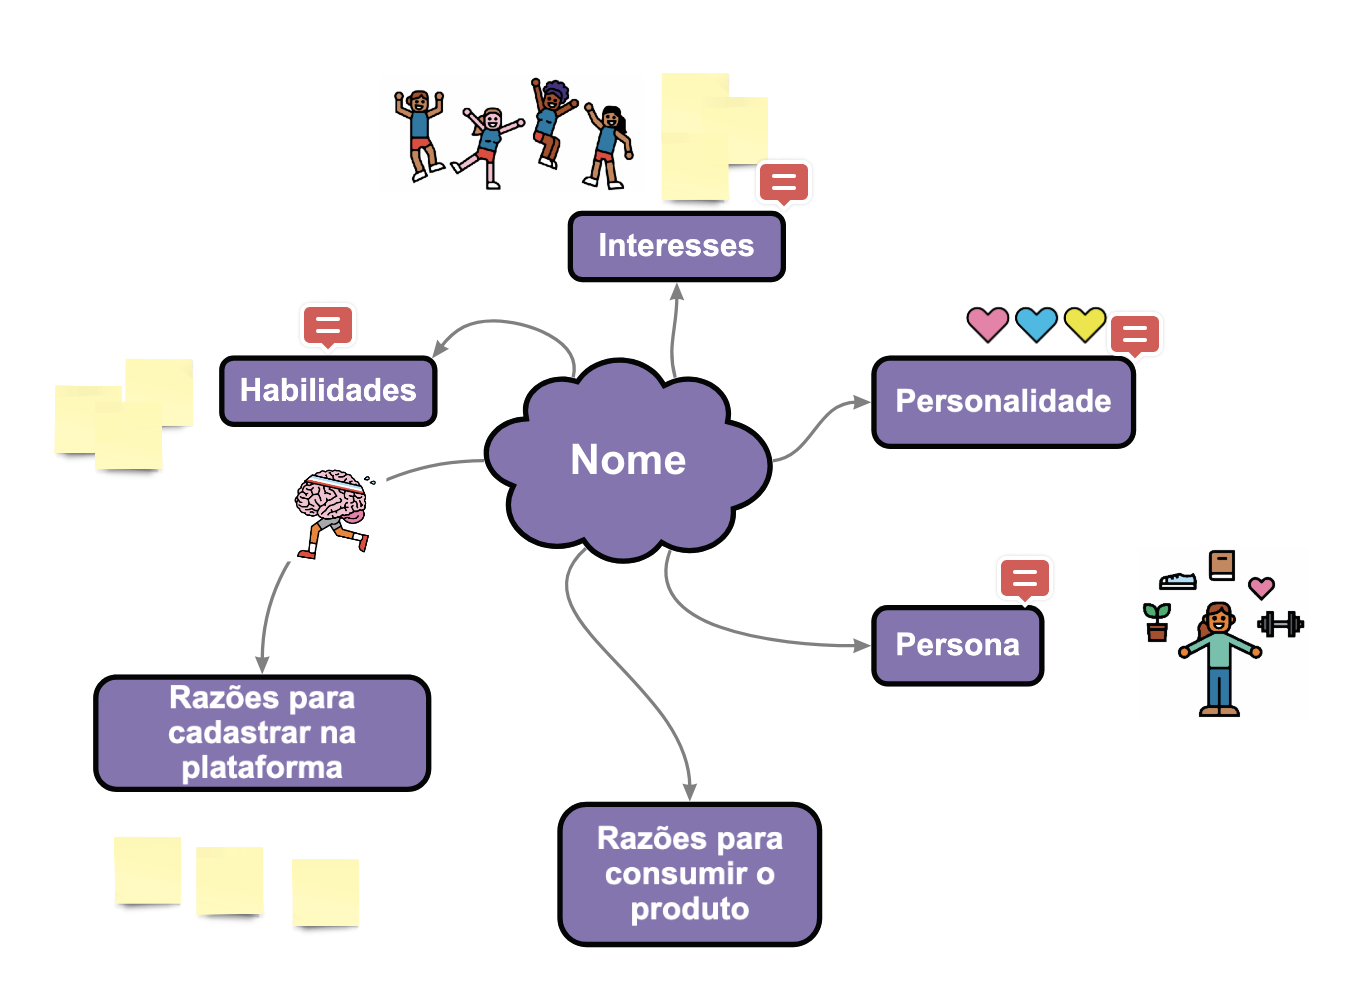 Interesses
Habilidades
Personalidade
Nome
Persona
Razões para
cadastrar na
plataforma
Razões para
consumir o
produto